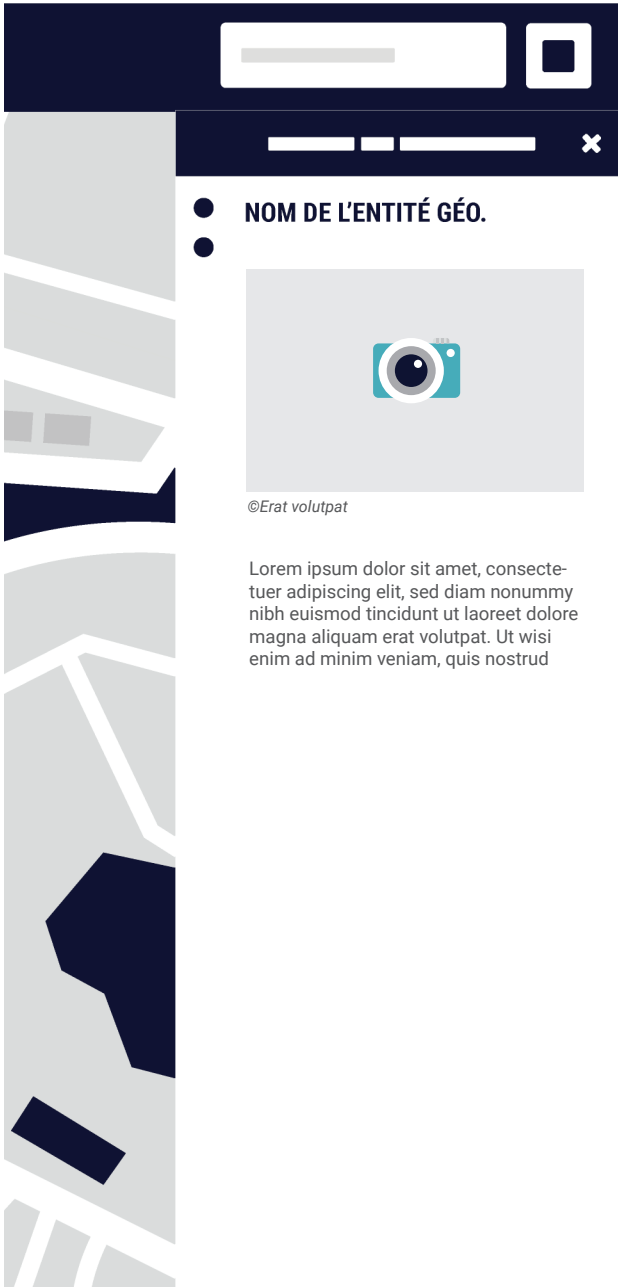 NOM DE L’ENTITÉ GÉO.
©Erat volutpat
Lorem ipsum dolor sit amet, consecte-
tuer adipiscing elit, sed diam nonummy
nibh euismod tincidunt ut laoreet dolore
magna aliquam erat volutpat. Ut wisi
enim ad minim veniam, quis nostrud